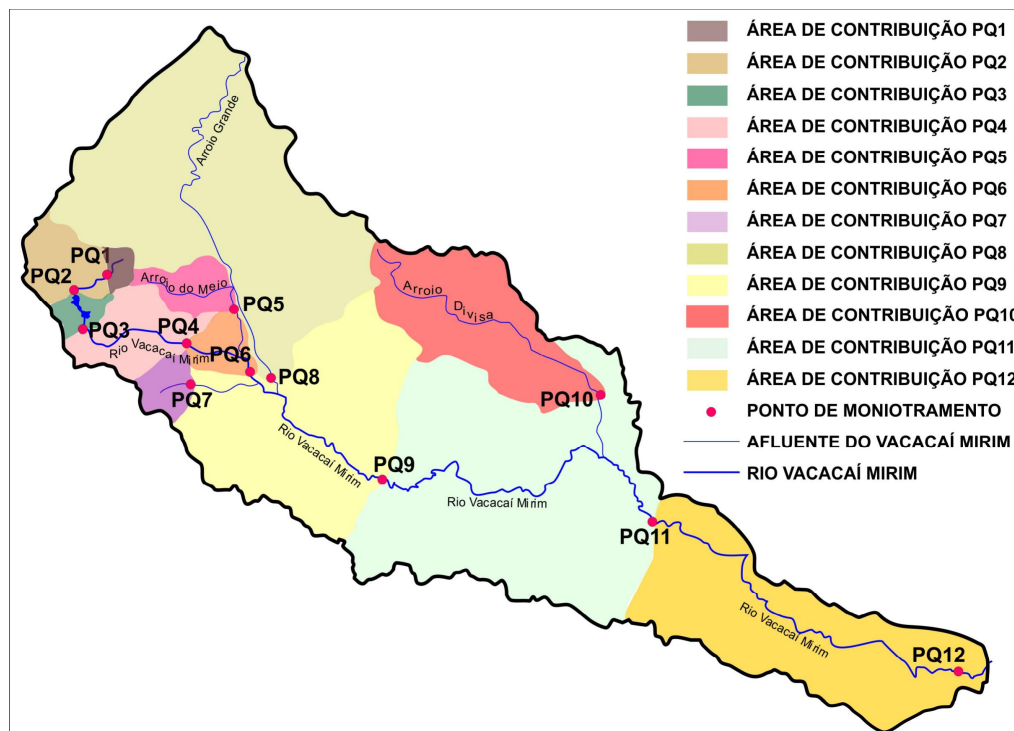 ÁREA DE CONTRIBUIÇÃO PQ1
ÁREA DE CONTRIBUIÇÃO PQ2
ÁREA DE CONTRIBUIÇÃO PQ3
ÁREA DE CONTRIBUIÇÃO PQ4
ÁREA DE CONTRIBUIÇÃO PQ5
ÁREA DE CONTRIBUIÇÃO PQ6
ÁREA DE CONTRIBUIÇÃO PQ7
ÁREA DE CONTRIBUIÇÃO PQ8
ÁREA DE CONTRIBUIÇÃO PQ9
ÁREA DE CONTRIBUIÇÃO PQ10
ÁREA DE CONTRIBUIÇÃO PQ11
ÁREA DE CONTRIBUIÇÃO PQ12
PONTO DE MONIOTRAMENTO
AFLUENTE DO VACACAÍ MIRIM
RIO VACACAÍ MIRIM
Arroio Grande
PQ1
PQ2
Arroio do Meio
PQ5
PQ3
PQ4
Rio Vacacaí Mirim
PQ6
PQ8
PQ7
Arroio
Divisa
PQ10
Rio Vacacaí Mirim
PQ9
Rio Vacacaí Mirim
PQ11
Rio Vacacaí Mirim
PQ12